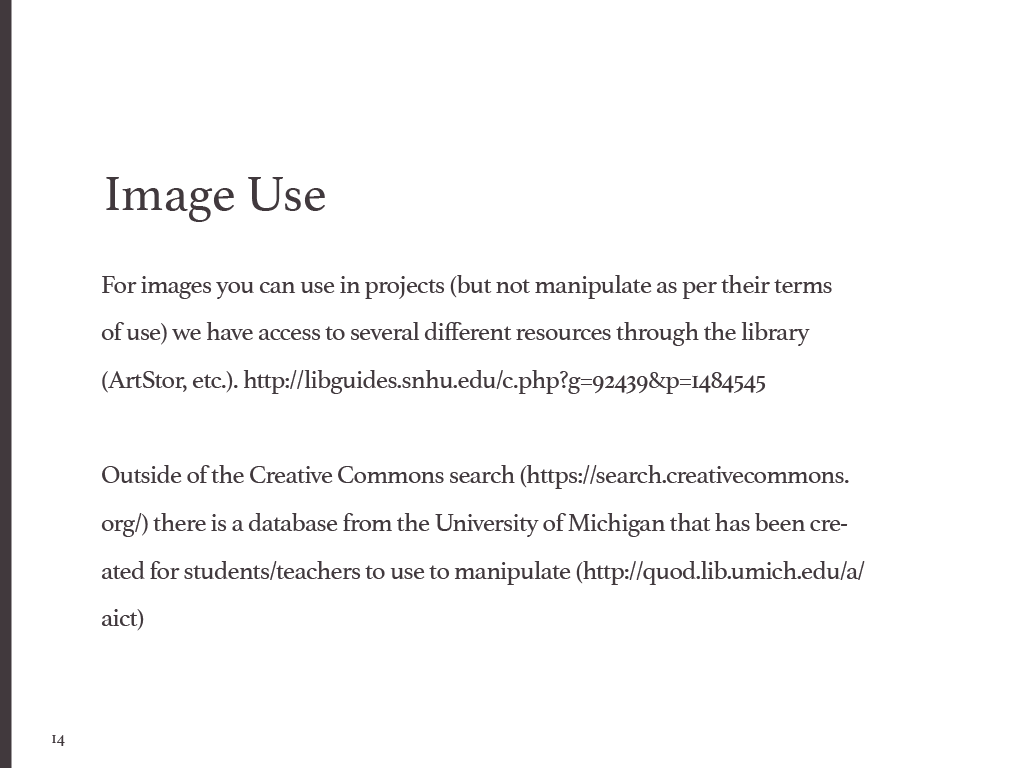 Image Use
For images you can use in projects (but not manipulate as per their terms
of use) we have access to several different resources through the library
(ArtStor, etc.). http://libguides.snhu.edu/c.php?g=92439&p=1484545
Outside of the Creative Commons search (https://search.creativecommons.
org/) there is a database from the University of Michigan that has been cre-
ated for students/teachers to use to manipulate (http://quod.lib.umich.edu/a/
aict)
14